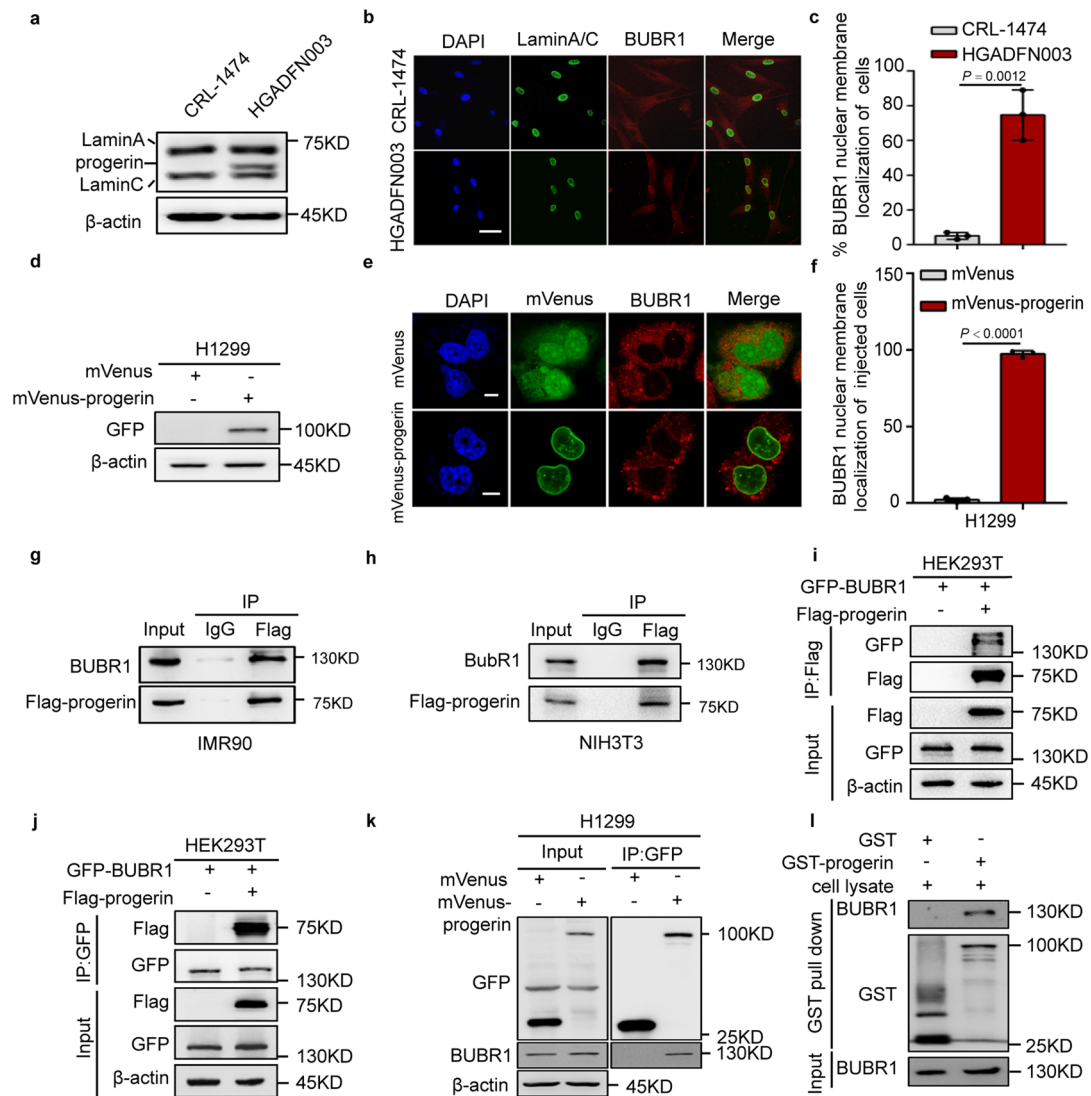 a
CRL-1474
HGADFN003
LaminA
progerin
LaminC
β-actin
75KD
45KD
b
DAPI
LaminA/C
BUBR1
Merge
CRL-1474
HGADFN003
c
CRL-1474
HGADFN003
P = 0.0012
% BUBR1 nuclear membrane
localization of cells
100
80
60
40
20
0
d
H1299
mVenus + -
mVenus-progerin - +
GFP 100KD
β-actin 45KD
e
DAPI
mVenus
BUBR1
Merge
mVenus
mVenus-progerin
f
mVenus
mVenus-progerin
P < 0.0001
BUBR1 nuclear membrane
localization of injected cells
150
100
50
0
H1299
g
IP
Input IgG Flag
BUBR1 130KD
Flag-progerin 75KD
IMR90
h
IP
Input IgG Flag
BubR1 130KD
Flag-progerin 75KD
NIH3T3
i
HEK293T
GFP-BUBR1 + +
Flag-progerin - +
IP:Flag
GFP 130KD
Flag 75KD
Input
Flag 75KD
GFP 130KD
β-actin 45KD
j
HEK293T
GFP-BUBR1 + +
Flag-progerin - +
IP:GFP
Flag 75KD
GFP 130KD
Input
Flag 75KD
GFP 130KD
β-actin 45KD
k
H1299
Input IP:GFP
mVenus + - + -
mVenus- - + - +
progerin
100KD
GFP
25KD
BUBR1 130KD
β-actin 45KD
l
GST + -
GST-progerin - +
cell lysate + +
GST pull down
BUBR1 130KD
100KD
GST
25KD
Input
BUBR1 130KD